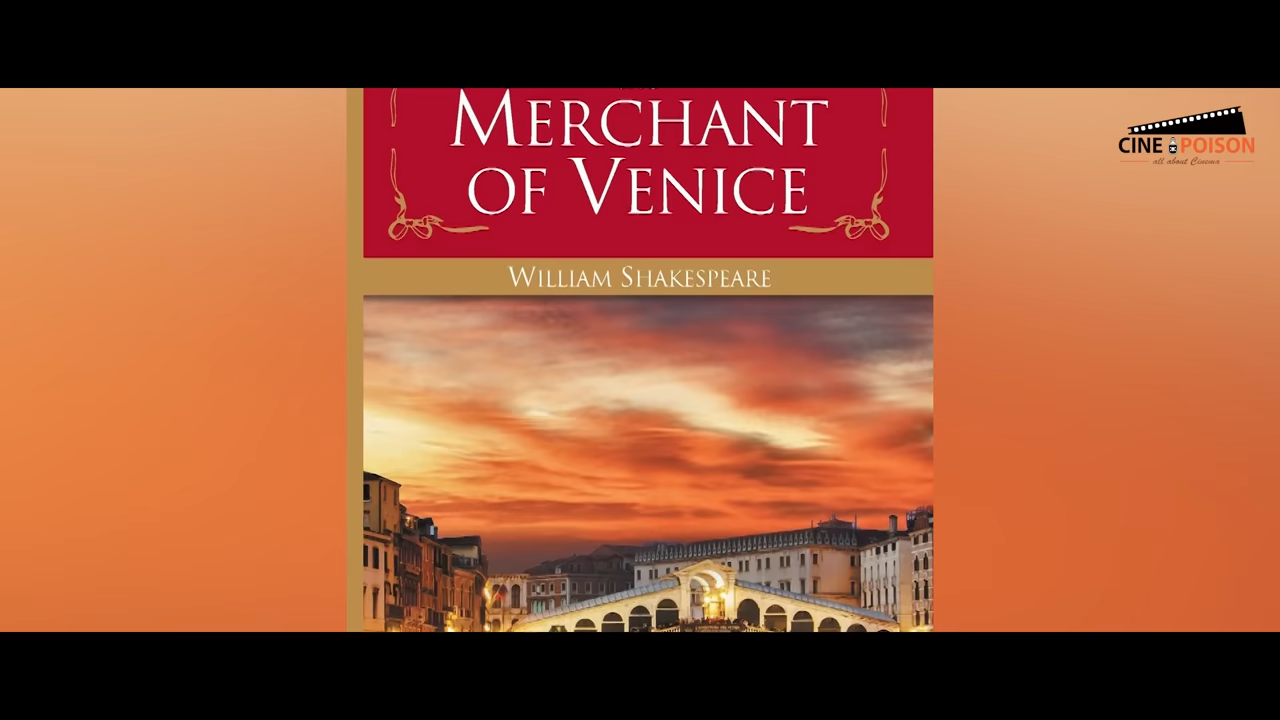 MERCHANT
OF VENICE
WILLIAM SHAKESPEARE
CINE POISON
all about Cinema